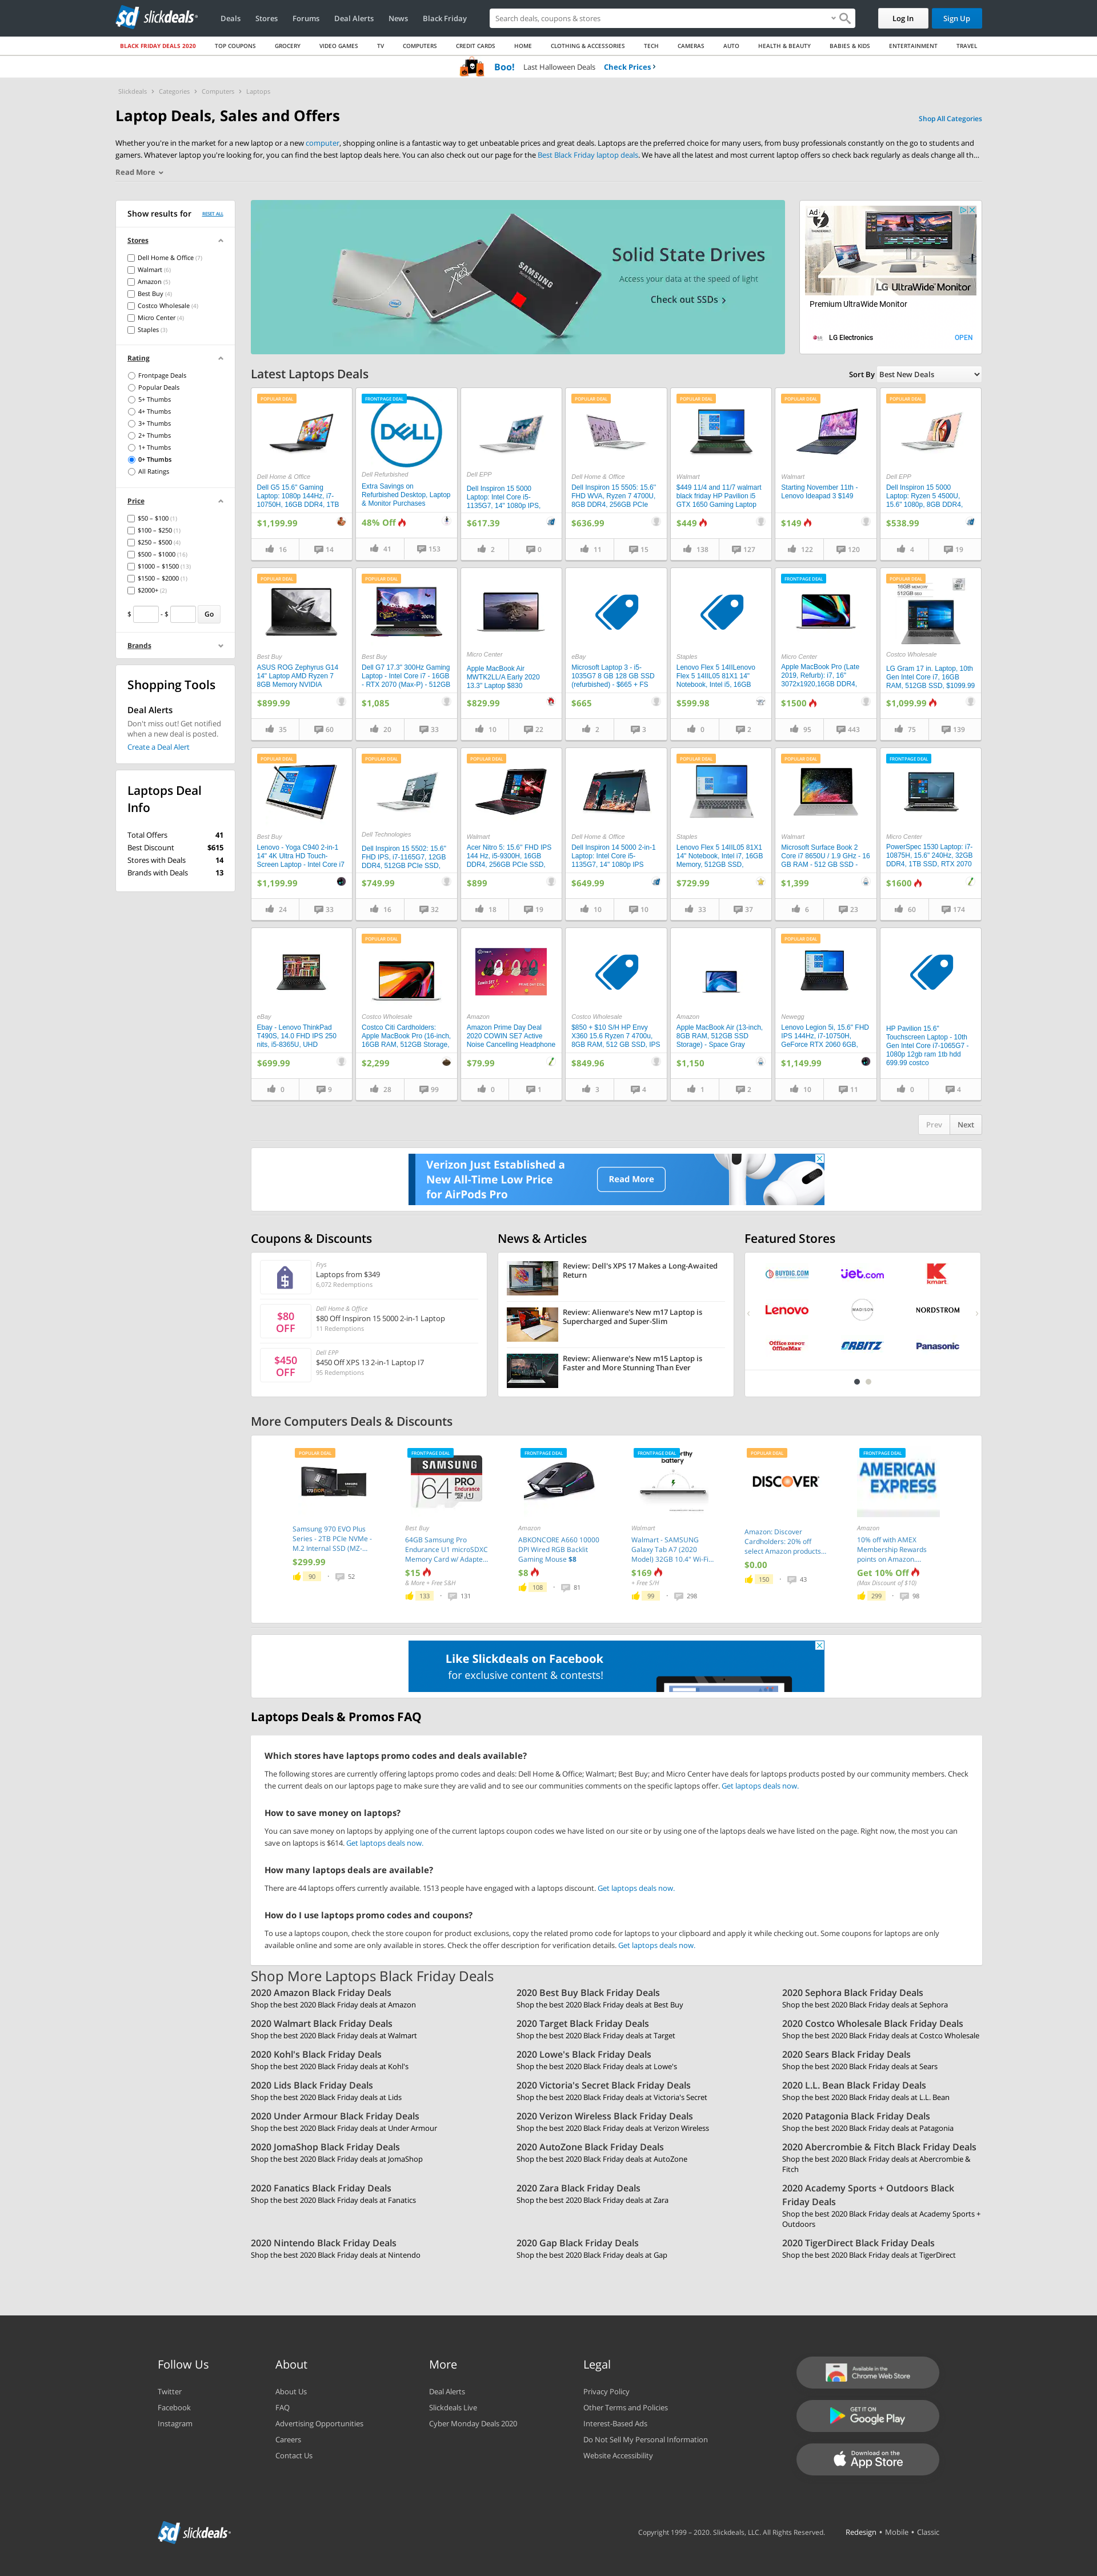 slickdeals
Deals
Stores
Forums
Deal Alerts
News
Black Friday
Search deals, coupons & stores
Log In
Sign Up
BLACK FRIDAY DEALS 2020
TOP COUPONS
GROCERY
VIDEO GAMES
TV
COMPUTERS
CREDIT CARDS
HOME
CLOTHING & ACCESSORIES
TECH
CAMERAS
AUTO
HEALTH & BEAUTY
BABIES & KIDS
ENTERTAINMENT
TRAVEL
Boo! Last Halloween Deals Check Prices
Slickdeals > Categories > Computers > Laptops
Laptop Deals, Sales and Offers
Shop All Categories
Whether you're in the market for a new laptop or a new computer, shopping online is a fantastic way to get unbeatable prices and great deals. Laptops are the preferred choice for many users, from busy professionals constantly on the go to students and
gamers. Whatever laptop you're looking for, you can find the best laptop deals here. You can also check out our page for the Best Black Friday laptop deals. We have all the latest and most current laptop offers so check back regularly as deals change all th...
Read More
Show results for RESET ALL
Stores
Dell Home & Office (7)
Walmart (6)
Amazon (5)
Best Buy (4)
Costco Wholesale (4)
Micro Center (4)
Staples (3)
Rating
Frontpage Deals
Popular Deals
5+ Thumbs
4+ Thumbs
3+ Thumbs
2+ Thumbs
1+ Thumbs
0+ Thumbs
All Ratings
Price
$50 – $100 (1)
$100 – $250 (1)
$250 – $500 (4)
$500 – $1000 (16)
$1000 – $1500 (13)
$1500 – $2000 (1)
$2000+ (2)
$ - $ Go
Brands
Shopping Tools
Deal Alerts
Don't miss out! Get notified
when a new deal is posted.
Create a Deal Alert
Laptops Deal
Info
Total Offers 41
Best Discount $615
Stores with Deals 14
Brands with Deals 13
Solid State Drives
Access your data at the speed of light
Check out SSDs
SAMSUNG
Ad
LG UltraWide Monitor
Premium UltraWide Monitor
LG Electronics
OPEN
Latest Laptops Deals
Sort By Best New Deals
POPULAR DEAL
Dell Home & Office
Dell G5 15.6" Gaming
Laptop: 1080p 144Hz, i7-
10750H, 16GB DDR4, 1TB
$1,199.99
16 14
FRONTPAGE DEAL
DELL
Dell Refurbished
Extra Savings on
Refurbished Desktop, Laptop
& Monitor Purchases
48% Off
41 153
Dell EPP
Dell Inspiron 15 5000
Laptop: Intel Core i5-
1135G7, 14" 1080p IPS,
$617.39
2 0
POPULAR DEAL
Dell Home & Office
Dell Inspiron 15 5505: 15.6"
FHD WVA, Ryzen 7 4700U,
8GB DDR4, 256GB PCIe
$636.99
11 15
POPULAR DEAL
Walmart
$449 11/4 and 11/7 walmart
black friday HP Pavilion i5
GTX 1650 Gaming Laptop
$449
138 127
POPULAR DEAL
Walmart
Starting November 11th -
Lenovo Ideapad 3 $149
$149
122 120
POPULAR DEAL
Dell EPP
Dell Inspiron 15 5000
Laptop: Ryzen 5 4500U,
15.6" 1080p, 8GB DDR4,
$538.99
4 19
POPULAR DEAL
Best Buy
ASUS ROG Zephyrus G14
14" Laptop AMD Ryzen 7
8GB Memory NVIDIA
$899.99
35 60
POPULAR DEAL
Best Buy
Dell G7 17.3" 300Hz Gaming
Laptop - Intel Core i7 - 16GB
- RTX 2070 (Max-P) - 512GB
$1,085
20 33
Micro Center
Apple MacBook Air
MWTK2LL/A Early 2020
13.3" Laptop $830
$829.99
10 22
eBay
Microsoft Laptop 3 - i5-
1035G7 8 GB 128 GB SSD
(refurbished) - $665 + FS
$665
2 3
Staples
Lenovo Flex 5 14IILenovo
Flex 5 14IIL05 81X1 14"
Notebook, Intel i5, 16GB
$599.98
0 2
FRONTPAGE DEAL
Micro Center
Apple MacBook Pro (Late
2019, Refurb): i7, 16"
3072x1920,16GB DDR4,
$1500
95 443
POPULAR DEAL
16GB MEMORY
512GB SSD
Costco Wholesale
LG Gram 17 in. Laptop, 10th
Gen Intel Core i7, 16GB
RAM, 512GB SSD, $1099.99
$1,099.99
75 139
POPULAR DEAL
Best Buy
Lenovo - Yoga C940 2-in-1
14" 4K Ultra HD Touch-
Screen Laptop - Intel Core i7
$1,199.99
24 33
POPULAR DEAL
Dell Technologies
Dell Inspiron 15 5502: 15.6"
FHD IPS, i7-1165G7, 12GB
DDR4, 512GB PCIe SSD,
$749.99
16 32
POPULAR DEAL
Walmart
Acer Nitro 5: 15.6" FHD IPS
144 Hz, i5-9300H, 16GB
DDR4, 256GB PCIe SSD,
$899
18 19
Dell Home & Office
Dell Inspiron 14 5000 2-in-1
Laptop: Intel Core i5-
1135G7, 14" 1080p IPS
$649.99
10 10
POPULAR DEAL
Staples
Lenovo Flex 5 14IIL05 81X1
14" Notebook, Intel i7, 16GB
Memory, 512GB SSD,
$729.99
33 37
POPULAR DEAL
Walmart
Microsoft Surface Book 2
Core i7 8650U / 1.9 GHz - 16
GB RAM - 512 GB SSD -
$1,399
6 23
FRONTPAGE DEAL
Micro Center
PowerSpec 1530 Laptop: i7-
10875H, 15.6" 240Hz, 32GB
DDR4, 1TB SSD, RTX 2070
$1600
60 174
eBay
Ebay - Lenovo ThinkPad
T490S, 14.0 FHD IPS 250
nits, i5-8365U, UHD
$699.99
0 9
POPULAR DEAL
Costco Wholesale
Costco Citi Cardholders:
Apple MacBook Pro (16-inch,
16GB RAM, 512GB Storage,
$2,299
28 99
Amazon
Amazon Prime Day Deal
2020 COWIN SE7 Active
Noise Cancelling Headphone
$79.99
0 1
Costco Wholesale
$850 + $10 S/H HP Envy
X360 15.6 Ryzen 7 4700u,
8GB RAM, 512 GB SSD, IPS
$849.96
3 4
Amazon
Apple MacBook Air (13-inch,
8GB RAM, 512GB SSD
Storage) - Space Gray
$1,150
1 2
POPULAR DEAL
Newegg
Lenovo Legion 5i, 15.6" FHD
IPS 144Hz, i7-10750H,
GeForce RTX 2060 6GB,
$1,149.99
10 11
HP Pavilion 15.6"
Touchscreen Laptop - 10th
Gen Intel Core i7-1065G7 -
1080p 12gb ram 1tb hdd
699.99 costco
0 4
Prev Next
Verizon Just Established a
New All-Time Low Price
for AirPods Pro
Read More
Coupons & Discounts
Frys
Laptops from $349
6,072 Redemptions
$80
OFF
Dell Home & Office
$80 Off Inspiron 15 5000 2-in-1 Laptop
11 Redemptions
$450
OFF
Dell EPP
$450 Off XPS 13 2-in-1 Laptop I7
95 Redemptions
News & Articles
Review: Dell's XPS 17 Makes a Long-Awaited
Return
Review: Alienware's New m17 Laptop is
Supercharged and Super-Slim
Review: Alienware's New m15 Laptop is
Faster and More Stunning Than Ever
Featured Stores
BUYDIG.COM
jet.com
kmart
Lenovo
MADISON
NORDSTROM
Office DEPOT
OfficeMax
ORBITZ
Panasonic
More Computers Deals & Discounts
POPULAR DEAL
Samsung 970 EVO Plus
Series - 2TB PCIe NVMe -
M.2 Internal SSD (MZ-...
$299.99
90 52
FRONTPAGE DEAL
SAMSUNG
64 PRO
Endurance
Best Buy
64GB Samsung Pro
Endurance U1 microSDXC
Memory Card w/ Adapte...
$15
& More + Free S&H
133 131
FRONTPAGE DEAL
Amazon
ABKONCORE A660 10000
DPI Wired RGB Backlit
Gaming Mouse $8
$8
108 81
FRONTPAGE DEAL
battery
Walmart
Walmart - SAMSUNG
Galaxy Tab A7 (2020
Model) 32GB 10.4" Wi-Fi...
$169
+ Free S/H
99 298
POPULAR DEAL
DISCOVER
Amazon: Discover
Cardholders: 20% off
select Amazon products...
$0.00
150 43
FRONTPAGE DEAL
AMERICAN
EXPRESS
Amazon
10% off with AMEX
Membership Rewards
points on Amazon....
Get 10% Off
(Max Discount of $10)
299 98
Like Slickdeals on Facebook
for exclusive content & contests!
Laptops Deals & Promos FAQ
Which stores have laptops promo codes and deals available?
The following stores are currently offering laptops promo codes and deals: Dell Home & Office; Walmart; Best Buy; and Micro Center have deals for laptops products posted by our community members. Check
the current deals on our laptops page to make sure they are valid and to see our communities comments on the specific laptops offer. Get laptops deals now.
How to save money on laptops?
You can save money on laptops by applying one of the current laptops coupon codes we have listed on our site or by using one of the laptops deals we have listed on the page. Right now, the most you can
save on laptops is $614. Get laptops deals now.
How many laptops deals are available?
There are 44 laptops offers currently available. 1513 people have engaged with a laptops discount. Get laptops deals now.
How do I use laptops promo codes and coupons?
To use a laptops coupon, check the store coupon for product exclusions, copy the related promo code for laptops to your clipboard and apply it while checking out. Some coupons for laptops are only
available online and some are only available in stores. Check the offer description for verification details. Get laptops deals now.
Shop More Laptops Black Friday Deals
2020 Amazon Black Friday Deals
Shop the best 2020 Black Friday deals at Amazon
2020 Best Buy Black Friday Deals
Shop the best 2020 Black Friday deals at Best Buy
2020 Sephora Black Friday Deals
Shop the best 2020 Black Friday deals at Sephora
2020 Walmart Black Friday Deals
Shop the best 2020 Black Friday deals at Walmart
2020 Target Black Friday Deals
Shop the best 2020 Black Friday deals at Target
2020 Costco Wholesale Black Friday Deals
Shop the best 2020 Black Friday deals at Costco Wholesale
2020 Kohl's Black Friday Deals
Shop the best 2020 Black Friday deals at Kohl's
2020 Lowe's Black Friday Deals
Shop the best 2020 Black Friday deals at Lowe's
2020 Sears Black Friday Deals
Shop the best 2020 Black Friday deals at Sears
2020 Lids Black Friday Deals
Shop the best 2020 Black Friday deals at Lids
2020 Victoria's Secret Black Friday Deals
Shop the best 2020 Black Friday deals at Victoria's Secret
2020 L.L. Bean Black Friday Deals
Shop the best 2020 Black Friday deals at L.L. Bean
2020 Under Armour Black Friday Deals
Shop the best 2020 Black Friday deals at Under Armour
2020 Verizon Wireless Black Friday Deals
Shop the best 2020 Black Friday deals at Verizon Wireless
2020 Patagonia Black Friday Deals
Shop the best 2020 Black Friday deals at Patagonia
2020 JomaShop Black Friday Deals
Shop the best 2020 Black Friday deals at JomaShop
2020 AutoZone Black Friday Deals
Shop the best 2020 Black Friday deals at AutoZone
2020 Abercrombie & Fitch Black Friday Deals
Shop the best 2020 Black Friday deals at Abercrombie &
Fitch
2020 Fanatics Black Friday Deals
Shop the best 2020 Black Friday deals at Fanatics
2020 Zara Black Friday Deals
Shop the best 2020 Black Friday deals at Zara
2020 Academy Sports + Outdoors Black
Friday Deals
Shop the best 2020 Black Friday deals at Academy Sports +
Outdoors
2020 Nintendo Black Friday Deals
Shop the best 2020 Black Friday deals at Nintendo
2020 Gap Black Friday Deals
Shop the best 2020 Black Friday deals at Gap
2020 TigerDirect Black Friday Deals
Shop the best 2020 Black Friday deals at TigerDirect
Follow Us
Twitter
Facebook
Instagram
About
About Us
FAQ
Advertising Opportunities
Careers
Contact Us
More
Deal Alerts
Slickdeals Live
Cyber Monday Deals 2020
Legal
Privacy Policy
Other Terms and Policies
Interest-Based Ads
Do Not Sell My Personal Information
Website Accessibility
Available in the
Chrome Web Store
GET IT ON
Google Play
Download on the
App Store
slickdeals
Copyright 1999 – 2020. Slickdeals, LLC. All Rights Reserved.
Redesign • Mobile • Classic